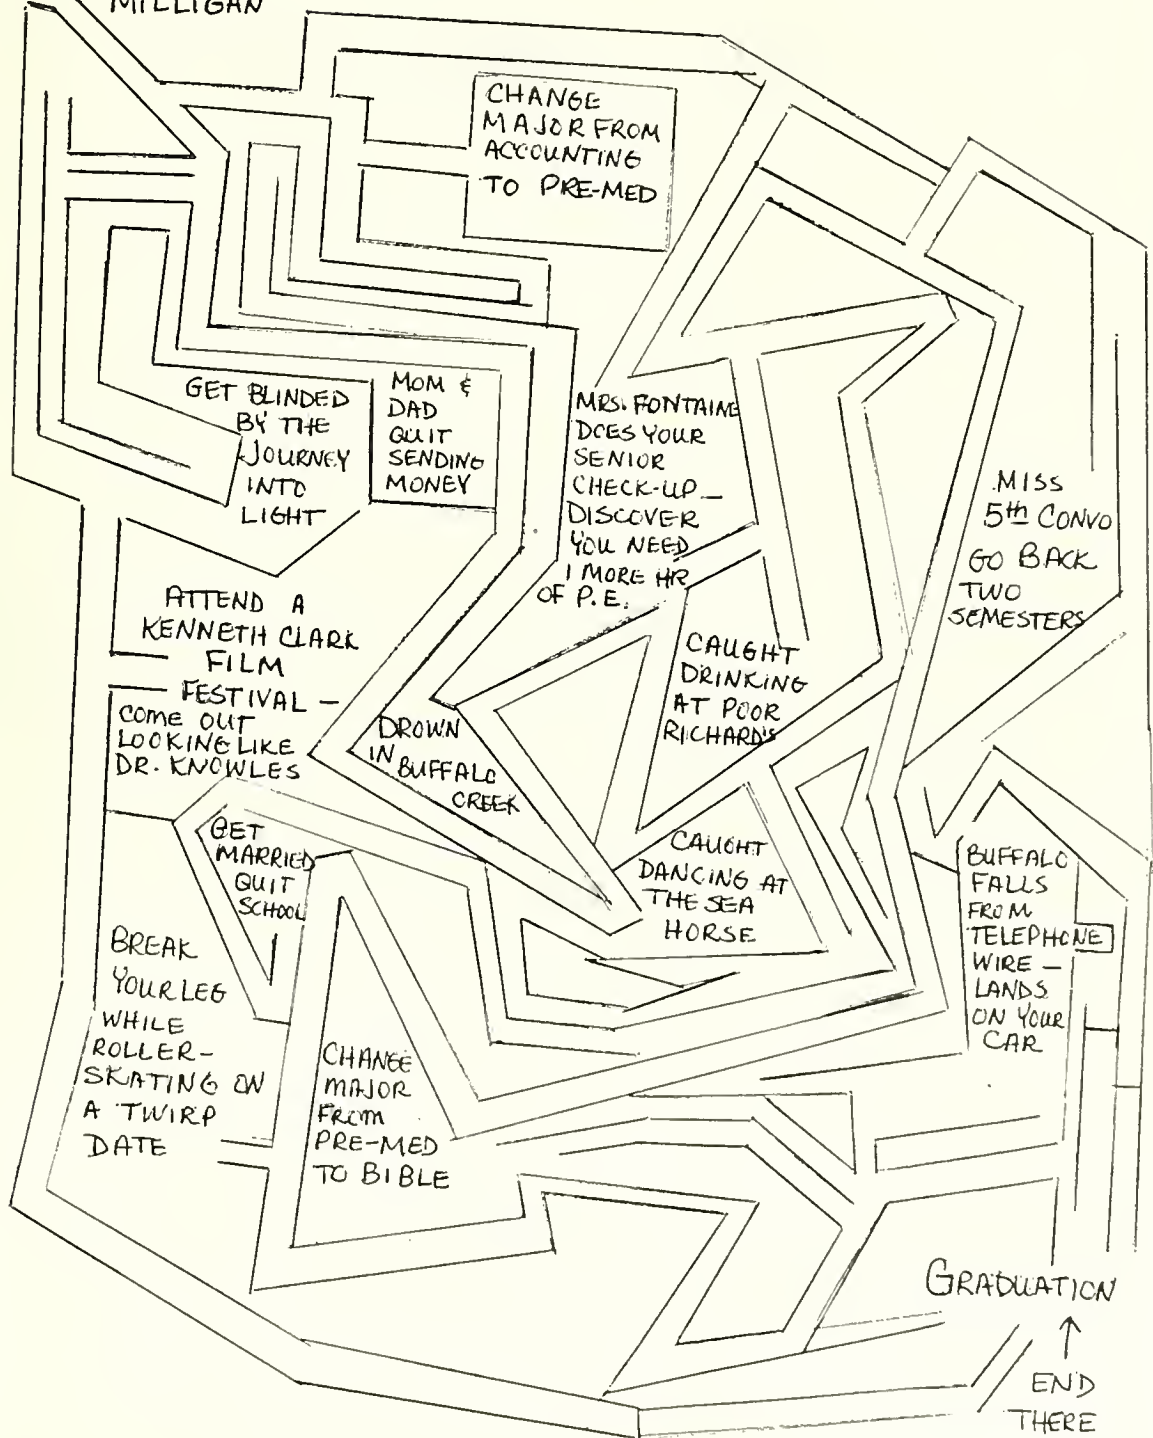 MILLIGAN
CHANGE
MAJOR FROM
ACCOUNTING
TO PRE-MED
GET BLINDED
BY THE
JOURNEY
INTO
LIGHT
MOM &
DAD
QUIT
SENDING
MONEY
MRS. FONTAINE
DOES YOUR
SENIOR
CHECK-UP —
DISCOVER
YOU NEED
1 MORE HR
OF P.E.
MISS
5th CONVO
GO BACK
TWO
SEMESTERS
ATTEND A
KENNETH CLARK
FILM
FESTIVAL —
COME OUT
LOOKING LIKE
DR. KNOWLES
CAUGHT
DRINKING
AT POOR
RICHARD'S
DROWN
IN BUFFALO
CREEK
GET
MARRIED
QUIT
SCHOOL
CAUGHT
DANCING AT
THE SEA
HORSE
BUFFALO
FALLS
FROM
TELEPHONE
WIRE —
LANDS
ON YOUR
CAR
BREAK
YOUR LEG
WHILE
ROLLER-
SKATING ON
A TWIRP
DATE
CHANGE
MAJOR
FROM
PRE-MED
TO BIBLE
GRADUATION
↑
END
THERE